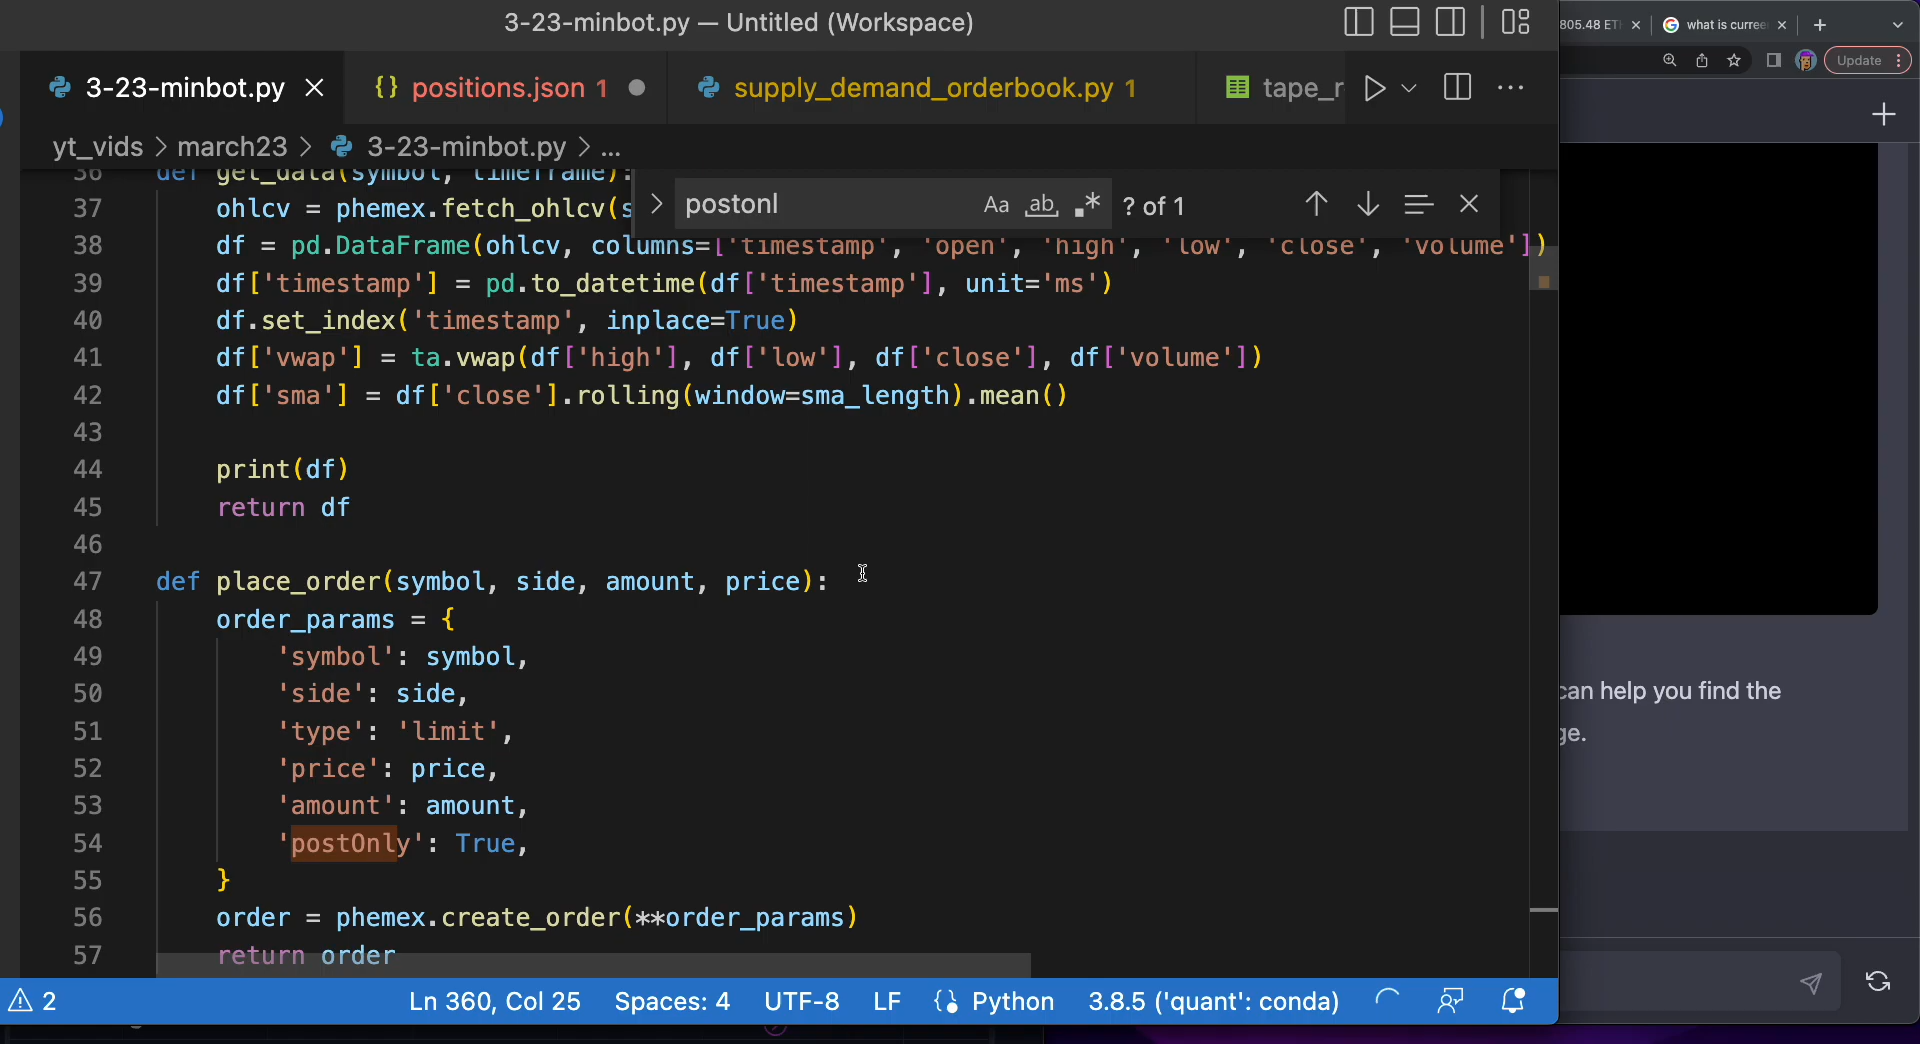 3-23-minbot.py — Untitled (Workspace)
805.48 ETH
what is curree
Update
3-23-minbot.py
{} positions.json 1
supply_demand_orderbook.py 1
tape_r
yt_vids > march23 > 3-23-minbot.py > ...
postonl
Aa ab .* ? of 1
36 def get_data(symbol, timeframe):
37 ohlcv = phemex.fetch_ohlcv(s
38 df = pd.DataFrame(ohlcv, columns=['timestamp', 'open', 'high', 'low', 'close', 'volume'])
39 df['timestamp'] = pd.to_datetime(df['timestamp'], unit='ms')
40 df.set_index('timestamp', inplace=True)
41 df['vwap'] = ta.vwap(df['high'], df['low'], df['close'], df['volume'])
42 df['sma'] = df['close'].rolling(window=sma_length).mean()
43
44 print(df)
45 return df
46
47 def place_order(symbol, side, amount, price):
48 order_params = {
49 'symbol': symbol,
50 'side': side,
51 'type': 'limit',
52 'price': price,
53 'amount': amount,
54 'postOnly': True,
55 }
56 order = phemex.create_order(**order_params)
57 return order
can help you find the
ge.
2
Ln 360, Col 25
Spaces: 4
UTF-8
LF
Python
3.8.5 ('quant': conda)